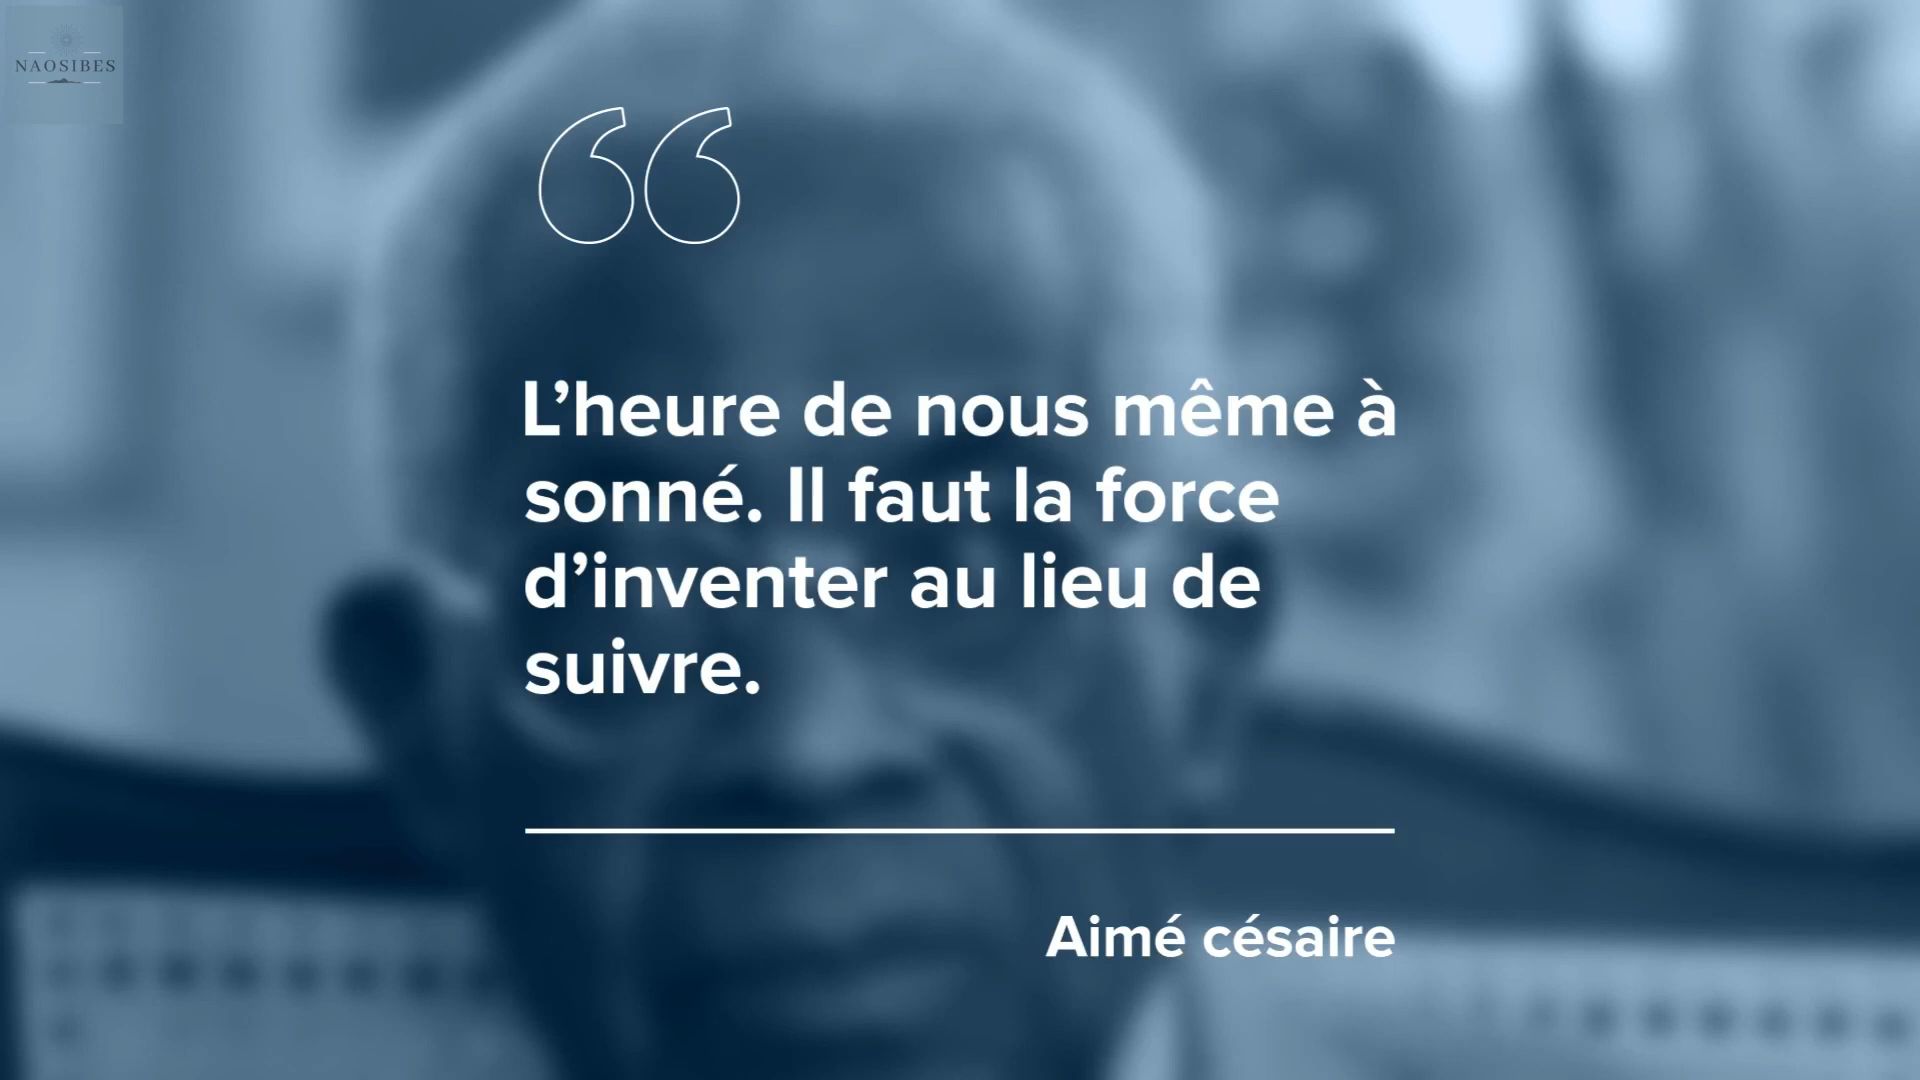 NAOSIBES
“
L’heure de nous même à
sonné. Il faut la force
d’inventer au lieu de
suivre.
Aimé césaire